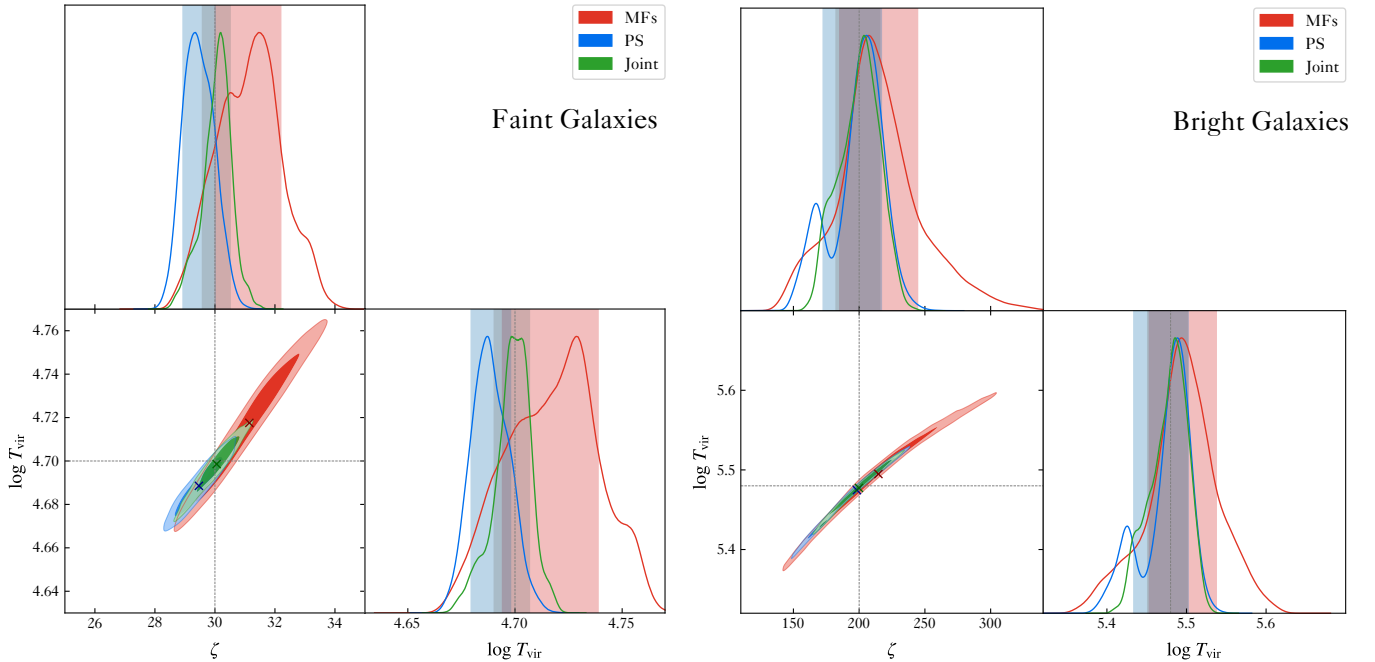 MFs
PS
Joint
Faint Galaxies
4.76
4.74
4.72
4.70
4.68
4.66
4.64
log T_vir
26
28
30
32
34
ζ
4.65
4.70
4.75
log T_vir
MFs
PS
Joint
Bright Galaxies
5.6
5.5
5.4
log T_vir
150
200
250
300
ζ
5.4
5.5
5.6
log T_vir